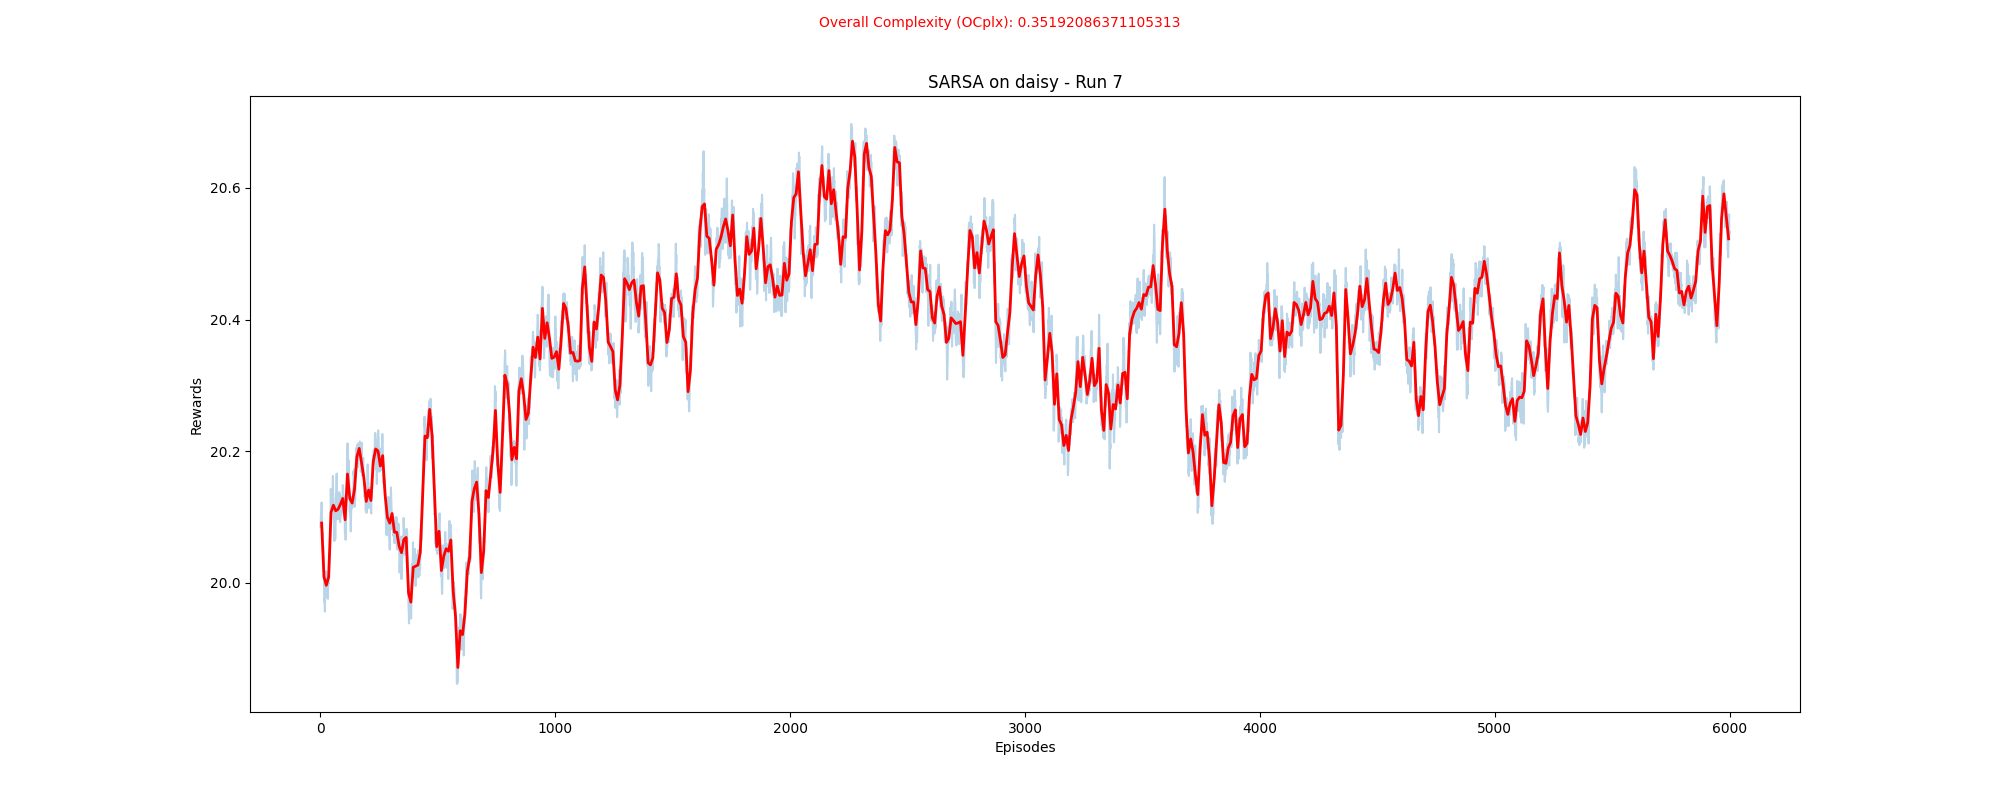 Overall Complexity (OCplx): 0.35192086371105313
SARSA on daisy - Run 7
Rewards
20.6
20.4
20.2
20.0
0 1000 2000 3000 4000 5000 6000
Episodes